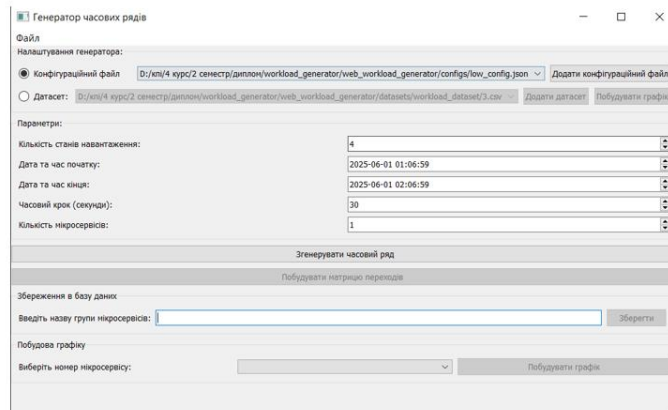 Генератор часових рядів
Файл
Налаштування генератора:
Конфігураційний файл D:/кпі/4 курс/2 семестр/диплом/workload_generator/web_workload_generator/configs/low_config.json Додати конфігураційний файл
Датасет: D:/кпі/4 курс/2 семестр/диплом/workload_generator/web_workload_generator/datasets/workload_dataset/3.csv Додати датасет Побудувати графік
Параметри:
Кількість станів навантаження: 4
Дата та час початку: 2025-06-01 01:06:59
Дата та час кінця: 2025-06-01 02:06:59
Часовий крок (секунди): 30
Кількість мікросервісів: 1
Згенерувати часовий ряд
Побудувати матрицю переходів
Збереження в базу даних
Введіть назву групи мікросервісів: Зберегти
Побудова графіку
Виберіть номер мікросервісу: Побудувати графік